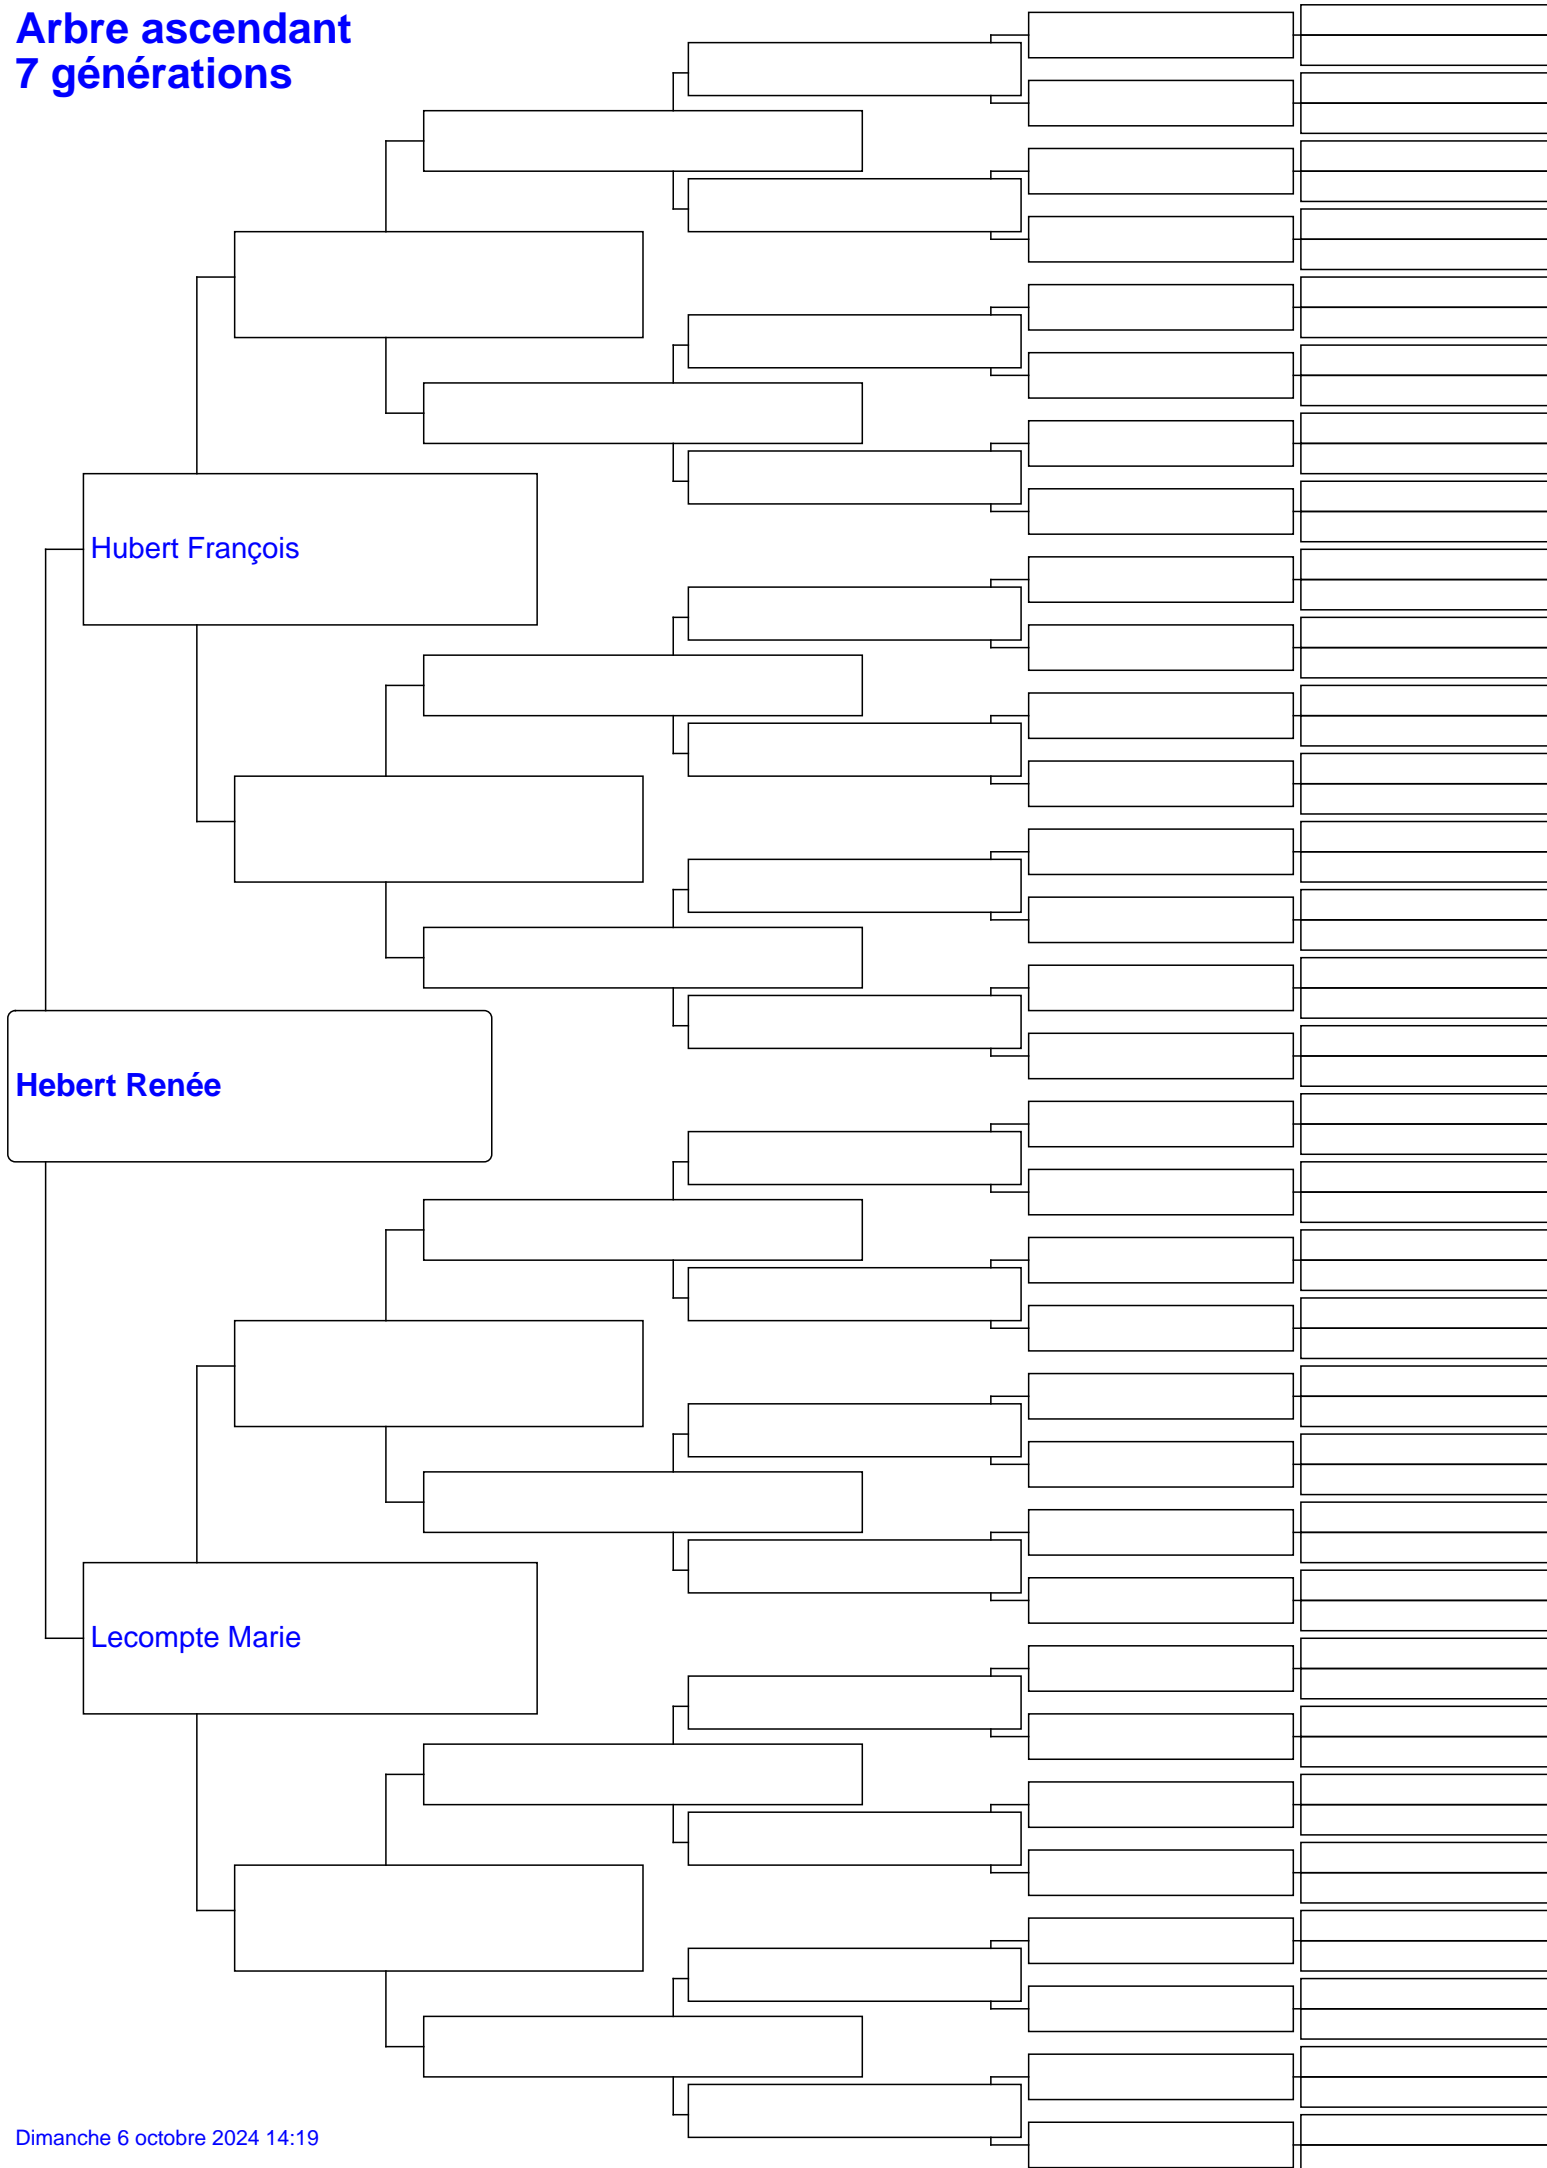 Arbre ascendant
7 générations
Hubert François
Hebert Renée
Lecompte Marie
Dimanche 6 octobre 2024 14:19